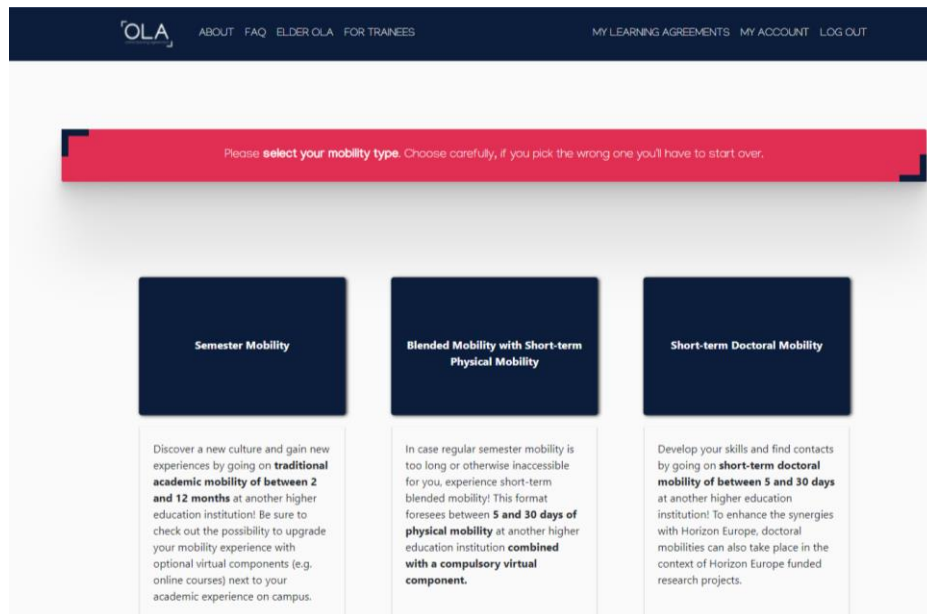 OLA
ABOUT FAQ ELDER OLA FOR TRAINEES
MY LEARNING AGREEMENTS MY ACCOUNT LOG OUT
Please select your mobility type. Choose carefully, if you pick the wrong one you'll have to start over.
Semester Mobility
Discover a new culture and gain new
experiences by going on traditional
academic mobility of between 2
and 12 months at another higher
education institution! Be sure to
check out the possibility to upgrade
your mobility experience with
optional virtual components (e.g.
online courses) next to your
academic experience on campus.
Blended Mobility with Short-term
Physical Mobility
In case regular semester mobility is
too long or otherwise inaccessible
for you, experience short-term
blended mobility! This format
foresees between 5 and 30 days of
physical mobility at another higher
education institution combined
with a compulsory virtual
component.
Short-term Doctoral Mobility
Develop your skills and find contacts
by going on short-term doctoral
mobility of between 5 and 30 days
at another higher education
institution! To enhance the synergies
with Horizon Europe, doctoral
mobilities can also take place in the
context of Horizon Europe funded
research projects.